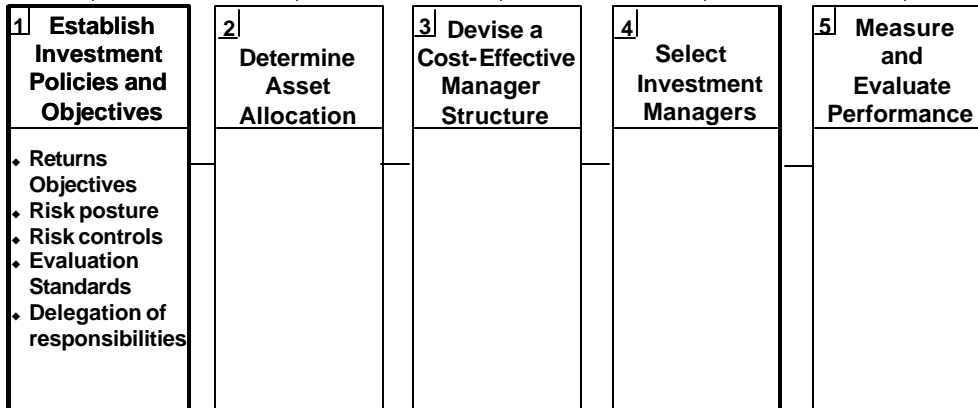 1 Establish
Investment
Policies and
Objectives
◆ Returns
Objectives
◆ Risk posture
◆ Risk controls
◆ Evaluation
Standards
◆ Delegation of
responsibilities
2
Determine
Asset
Allocation
3 Devise a
Cost-Effective
Manager
Structure
4
Select
Investment
Managers
5 Measure
and
Evaluate
Performance